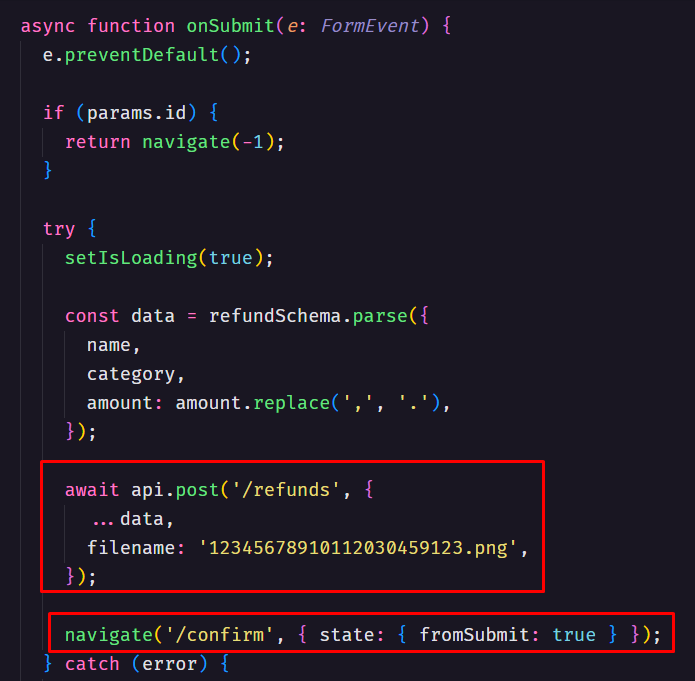 async function onSubmit(e: FormEvent) {
e.preventDefault();
if (params.id) {
return navigate(-1);
}
try {
setIsLoading(true);
const data = refundSchema.parse({
name,
category,
amount: amount.replace(',', '.'),
});
await api.post('/refunds', {
...data,
filename: '12345678910112030459123.png',
});
navigate('/confirm', { state: { fromSubmit: true } });
} catch (error) {